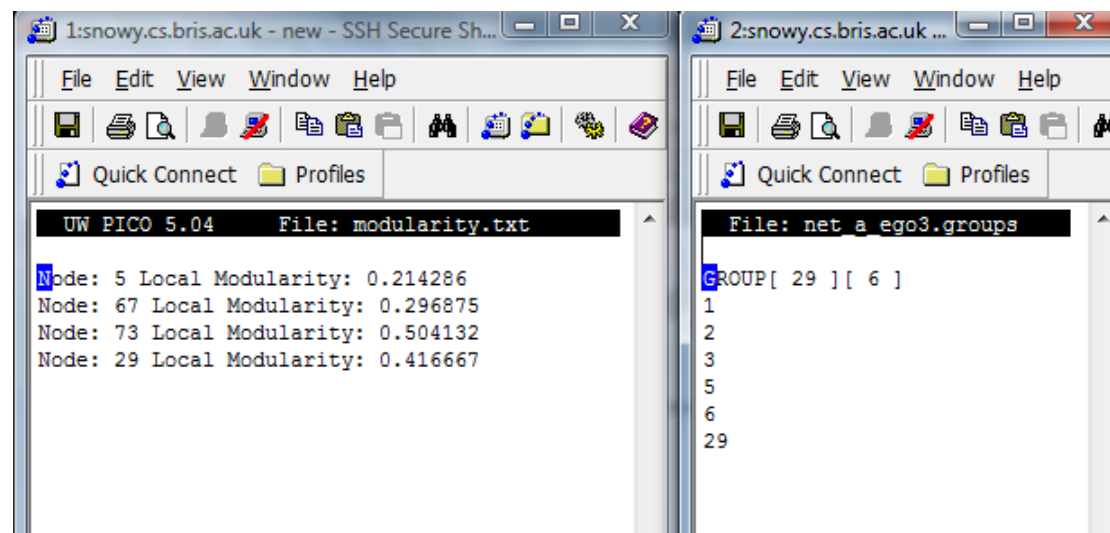 1:snowy.cs.bris.ac.uk - new - SSH Secure Sh...
File Edit View Window Help
Quick Connect Profiles
UW PICO 5.04 File: modularity.txt
Node: 5 Local Modularity: 0.214286
Node: 67 Local Modularity: 0.296875
Node: 73 Local Modularity: 0.504132
Node: 29 Local Modularity: 0.416667
2:snowy.cs.bris.ac.uk ...
File Edit View Window Help
Quick Connect Profiles
File: net_a_ego3.groups
GROUP[ 29 ][ 6 ]
1
2
3
5
6
29